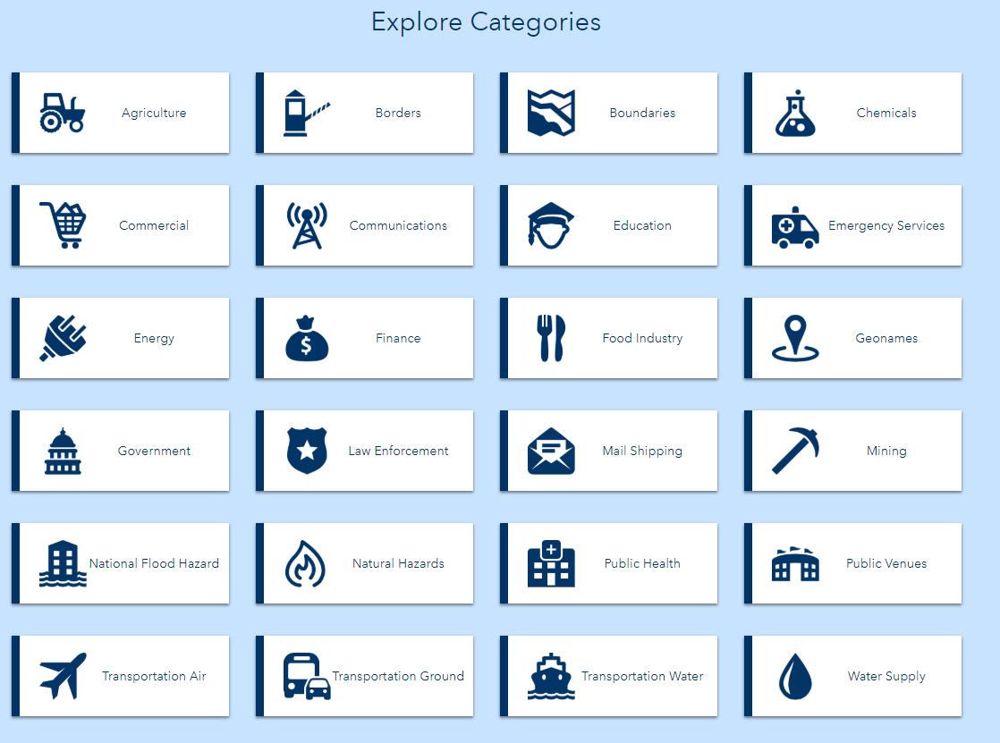 Explore Categories
Agriculture
Borders
Boundaries
Chemicals
Commercial
Communications
Education
Emergency Services
Energy
$
Finance
Food Industry
Geonames
Government
Law Enforcement
Mail Shipping
Mining
National Flood Hazard
Natural Hazards
Public Health
Public Venues
Transportation Air
Transportation Ground
Transportation Water
Water Supply